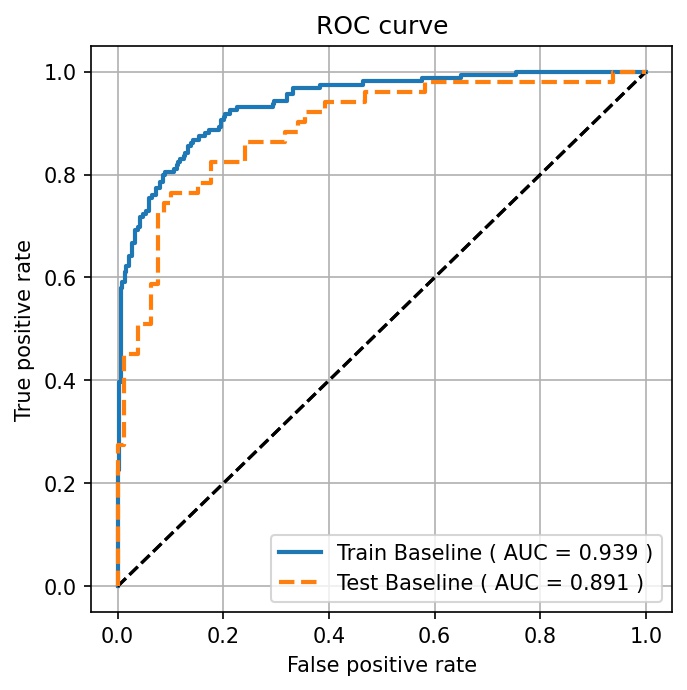 ROC curve
1.0
0.8
0.6
0.4
0.2
0.0
True positive rate
0.0 0.2 0.4 0.6 0.8 1.0
False positive rate
Train Baseline ( AUC = 0.939 )
Test Baseline ( AUC = 0.891 )